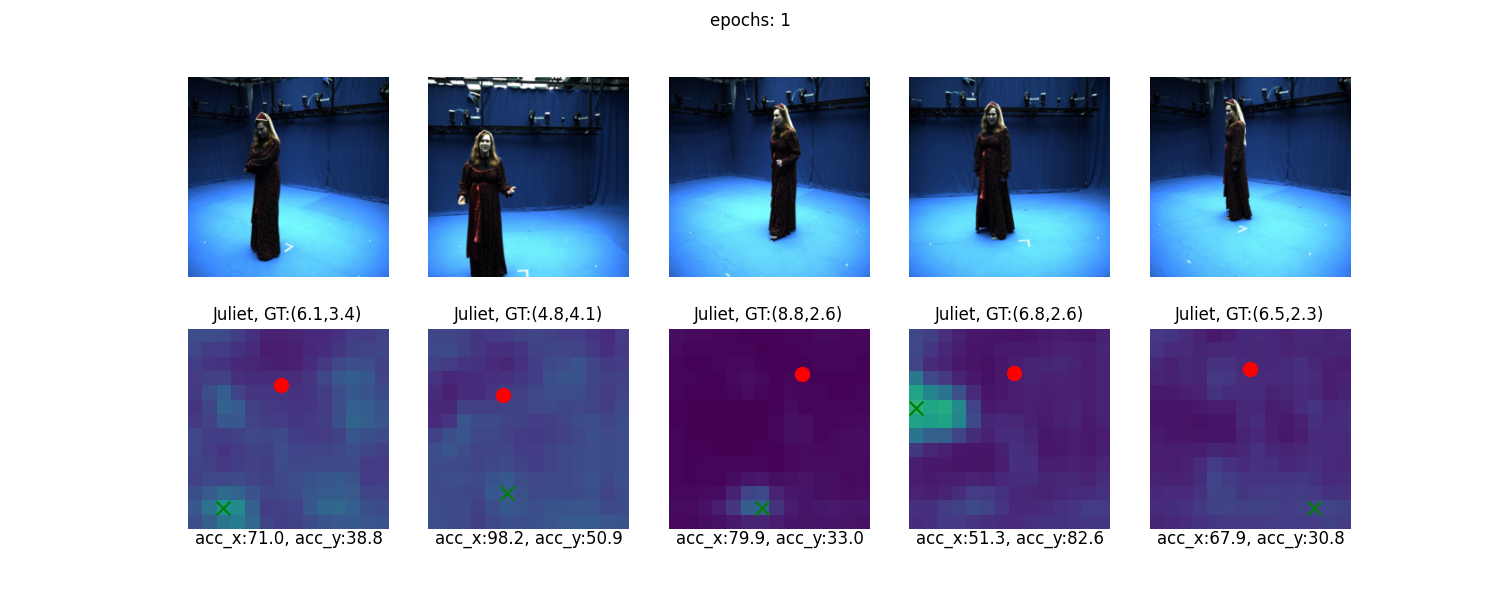 epochs: 1
Juliet, GT:(6.1,3.4)
Juliet, GT:(4.8,4.1)
Juliet, GT:(8.8,2.6)
Juliet, GT:(6.8,2.6)
Juliet, GT:(6.5,2.3)
acc_x:71.0, acc_y:38.8
acc_x:98.2, acc_y:50.9
acc_x:79.9, acc_y:33.0
acc_x:51.3, acc_y:82.6
acc_x:67.9, acc_y:30.8